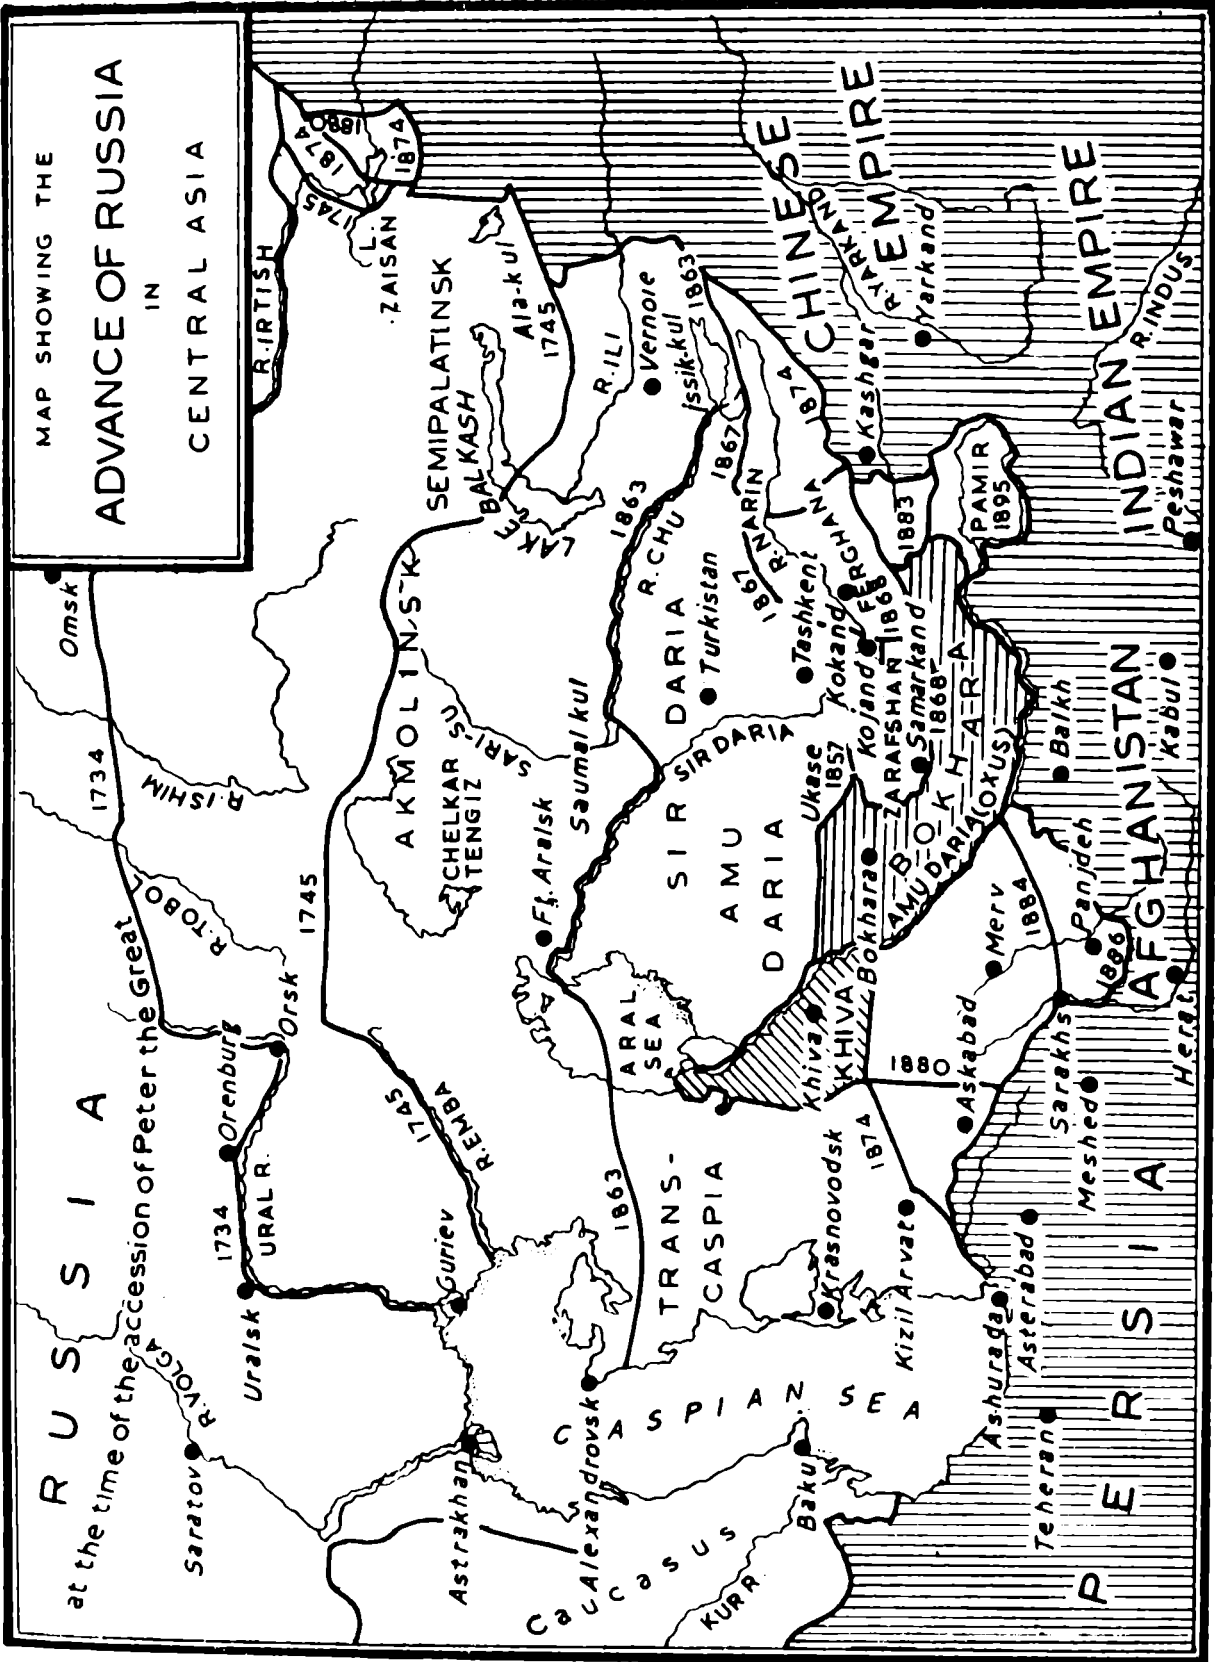 MAP SHOWING THE
ADVANCE OF RUSSIA
IN
CENTRAL ASIA
RUSSIA
at the time of the accession of Peter the Great
Omsk
1734
R. ISHIM
R. TOBOL
R. IRTISH
1745
1874
1880
1874
L. ZAISAN
Saratov
R. VOLGA
Uralsk
1734
URAL R.
Orenburg
Orsk
1745
AKMOLINSK
SEMIPALATINSK
Ala-kul
1745
LAKE BALKASH
CHELKAR
TENGIZ
SARI-SU
Astrakhan
Guriev
R. EMBA
1745
Ft. Aralsk
Saumal kul
1863
R. CHU
R. ILI
Vernoie
issik-kul
1863
Alexandrovsk
CASPIAN SEA
1863
TRANS-
CASPIA
ARAL
SEA
SIR DARIA
AMU
DARIA
SIR DARIA
Turkistan
1867
R. NARIN
1867
1874
Tashkent
Kokand
FERGHANA
Kojand
ZARAFSHAN 1868
Samarkand
1868
Ukase
1857
BOKHARA
Bokhara
AMU DARIA (OXUS)
Khiva
KHIVA
1883
PAMIR
1895
CHINESE
EMPIRE
R. YARKAND
Yarkand
Kashgar
Caucasus
KURR
Baku
Krasnovodsk
Kizil Arvat
1874
1880
Askabad
Merv
1884
Panjdeh
1886
Sarakhs
Meshed
Ashurada
Asterabad
Teheran
PERSIA
Herat
AFGHANISTAN
Balkh
Kabul
INDIAN EMPIRE
R. INDUS
Peshawar